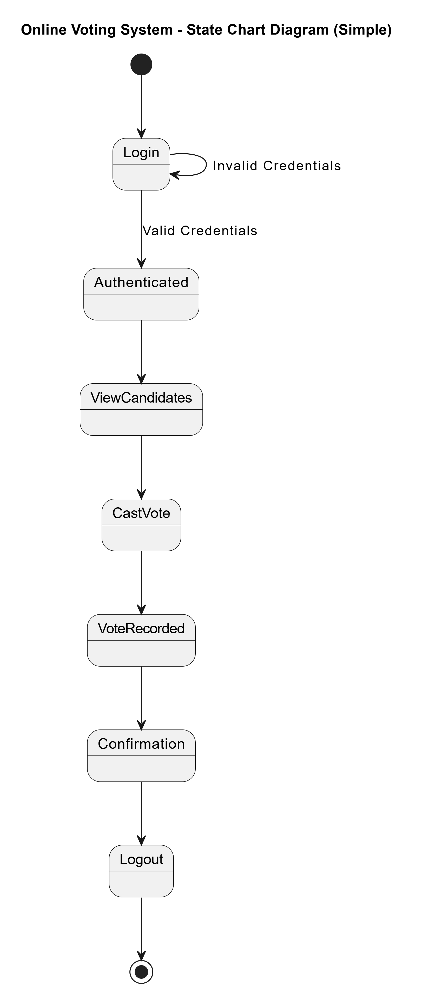 Online Voting System - State Chart Diagram (Simple)
Login
Invalid Credentials
Valid Credentials
Authenticated
ViewCandidates
CastVote
VoteRecorded
Confirmation
Logout